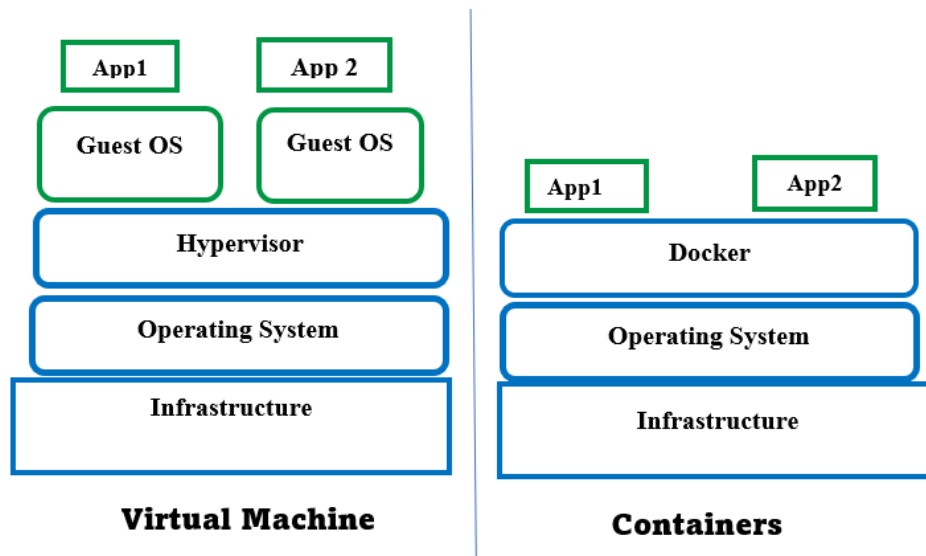 App1
App 2
Guest OS
Guest OS
Hypervisor
Operating System
Infrastructure
Virtual Machine
App1
App2
Docker
Operating System
Infrastructure
Containers